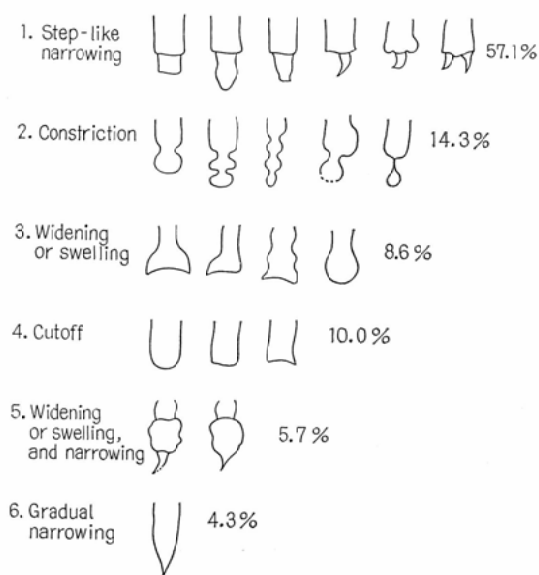 1. Step-like
narrowing
57.1%
2. Constriction
14.3%
3. Widening
or swelling
8.6%
4. Cutoff
10.0%
5. Widening
or swelling,
and narrowing
5.7%
6. Gradual
narrowing
4.3%